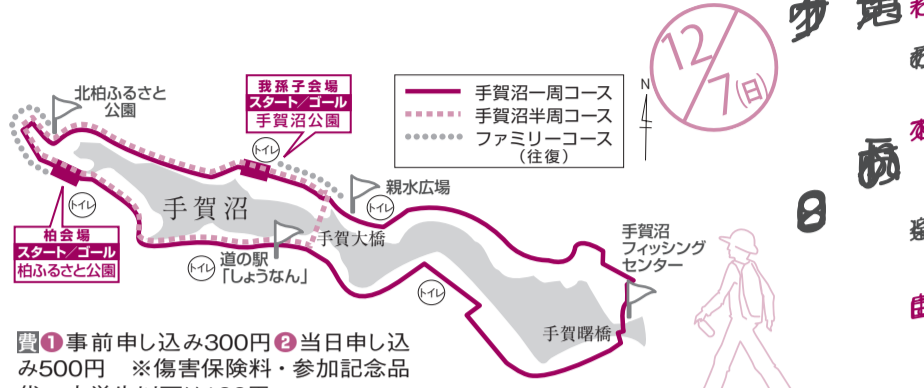 12/7(日)
北柏ふるさと
公園
我孫子会場
スタート/ゴール
手賀沼公園
手賀沼一周コース
手賀沼半周コース
ファミリーコース
(往復)
N
トイレ
親水広場
トイレ
トイレ
手賀沼
手賀大橋
柏会場
スタート/ゴール
柏ふるさと公園
トイレ
道の駅
「しょうなん」
トイレ
手賀沼
フィッシング
センター
手賀曙橋
費❶事前申し込み300円❷当日申し込
み500円 ※傷害保険料・参加記念品